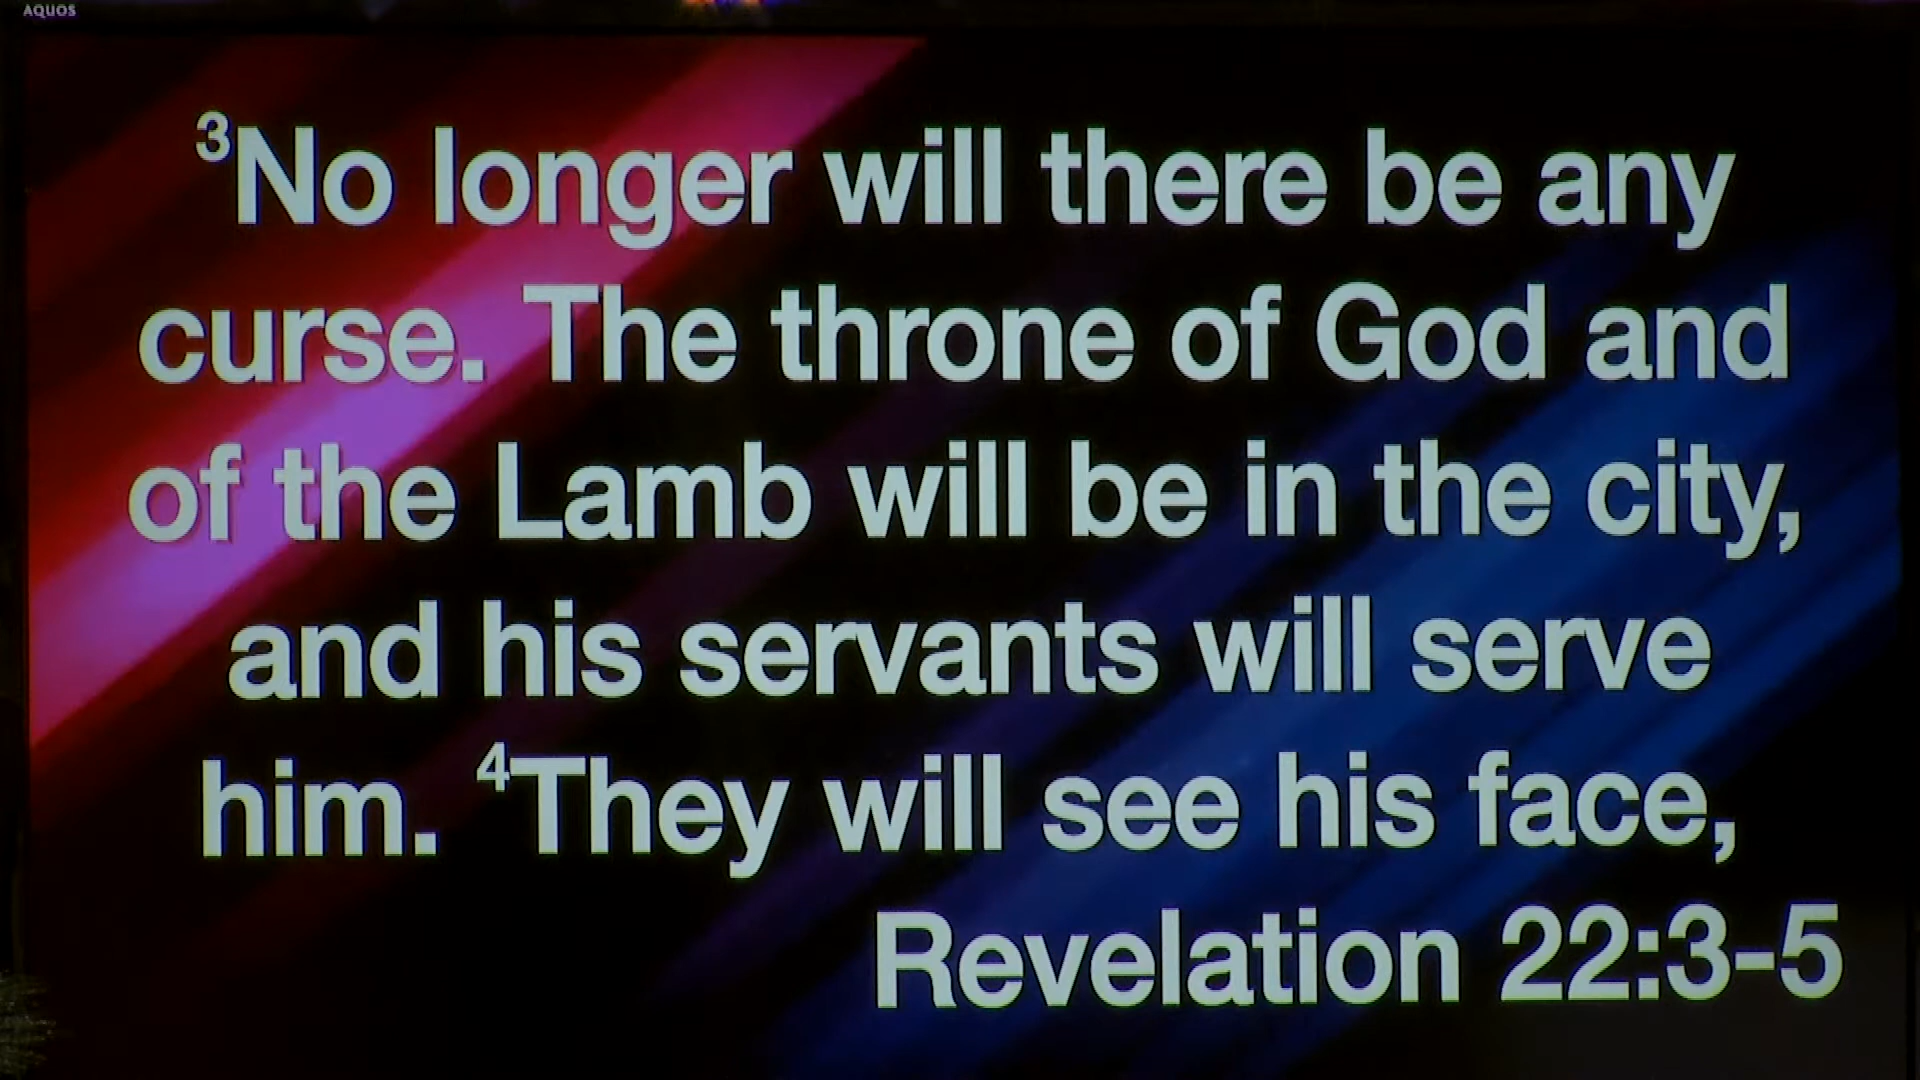 AQUOS
³No longer will there be any
curse. The throne of God and
of the Lamb will be in the city,
and his servants will serve
him. ⁴They will see his face,
Revelation 22:3-5